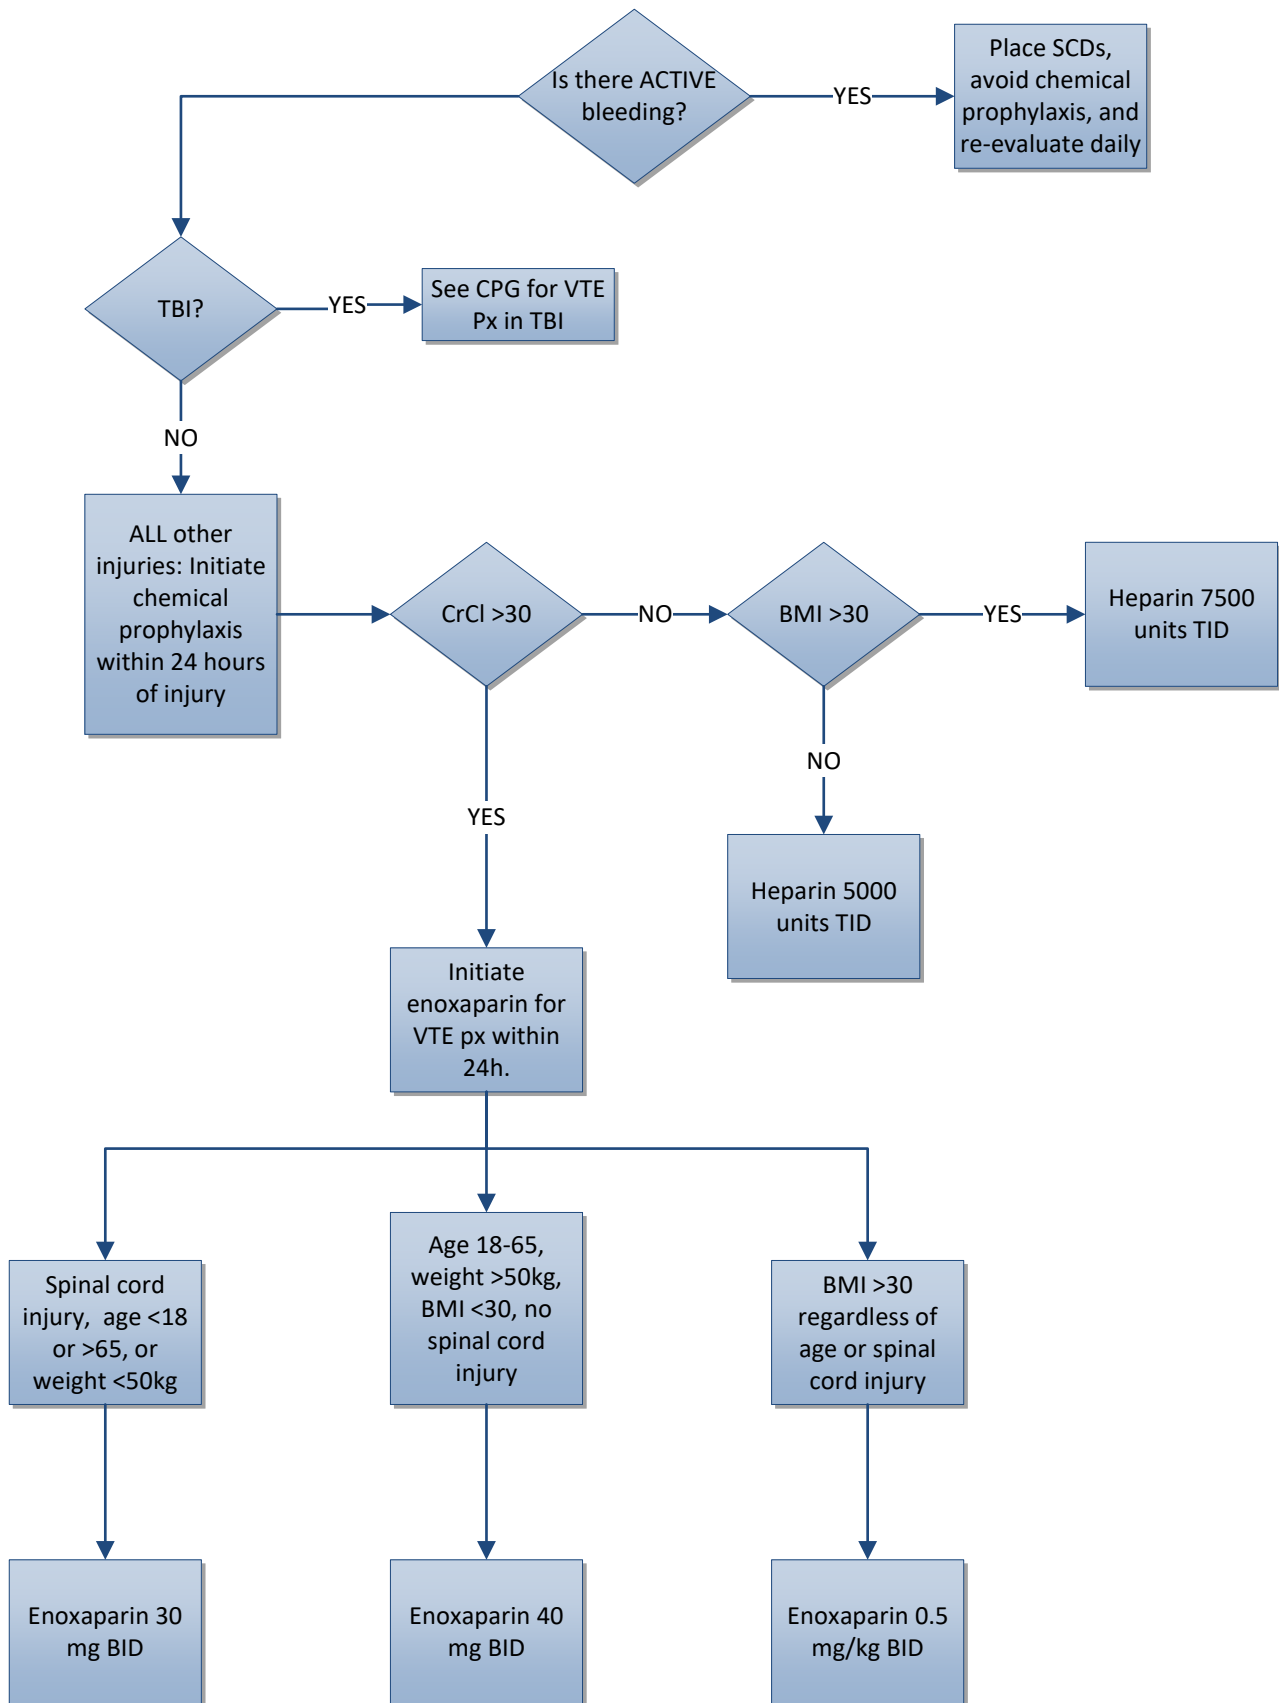 Is there ACTIVE
bleeding?
YES
Place SCDs,
avoid chemical
prophylaxis, and
re-evaluate daily
TBI?
YES
See CPG for VTE
Px in TBI
NO
ALL other
injuries: Initiate
chemical
prophylaxis
within 24 hours
of injury
CrCl >30
NO
BMI >30
YES
Heparin 7500
units TID
NO
Heparin 5000
units TID
YES
Initiate
enoxaparin for
VTE px within
24h.
Spinal cord
injury,  age <18
or >65, or
weight <50kg
Age 18-65,
weight >50kg,
BMI <30, no
spinal cord
injury
BMI >30
regardless of
age or spinal
cord injury
Enoxaparin 30
mg BID
Enoxaparin 40
mg BID
Enoxaparin 0.5
mg/kg BID